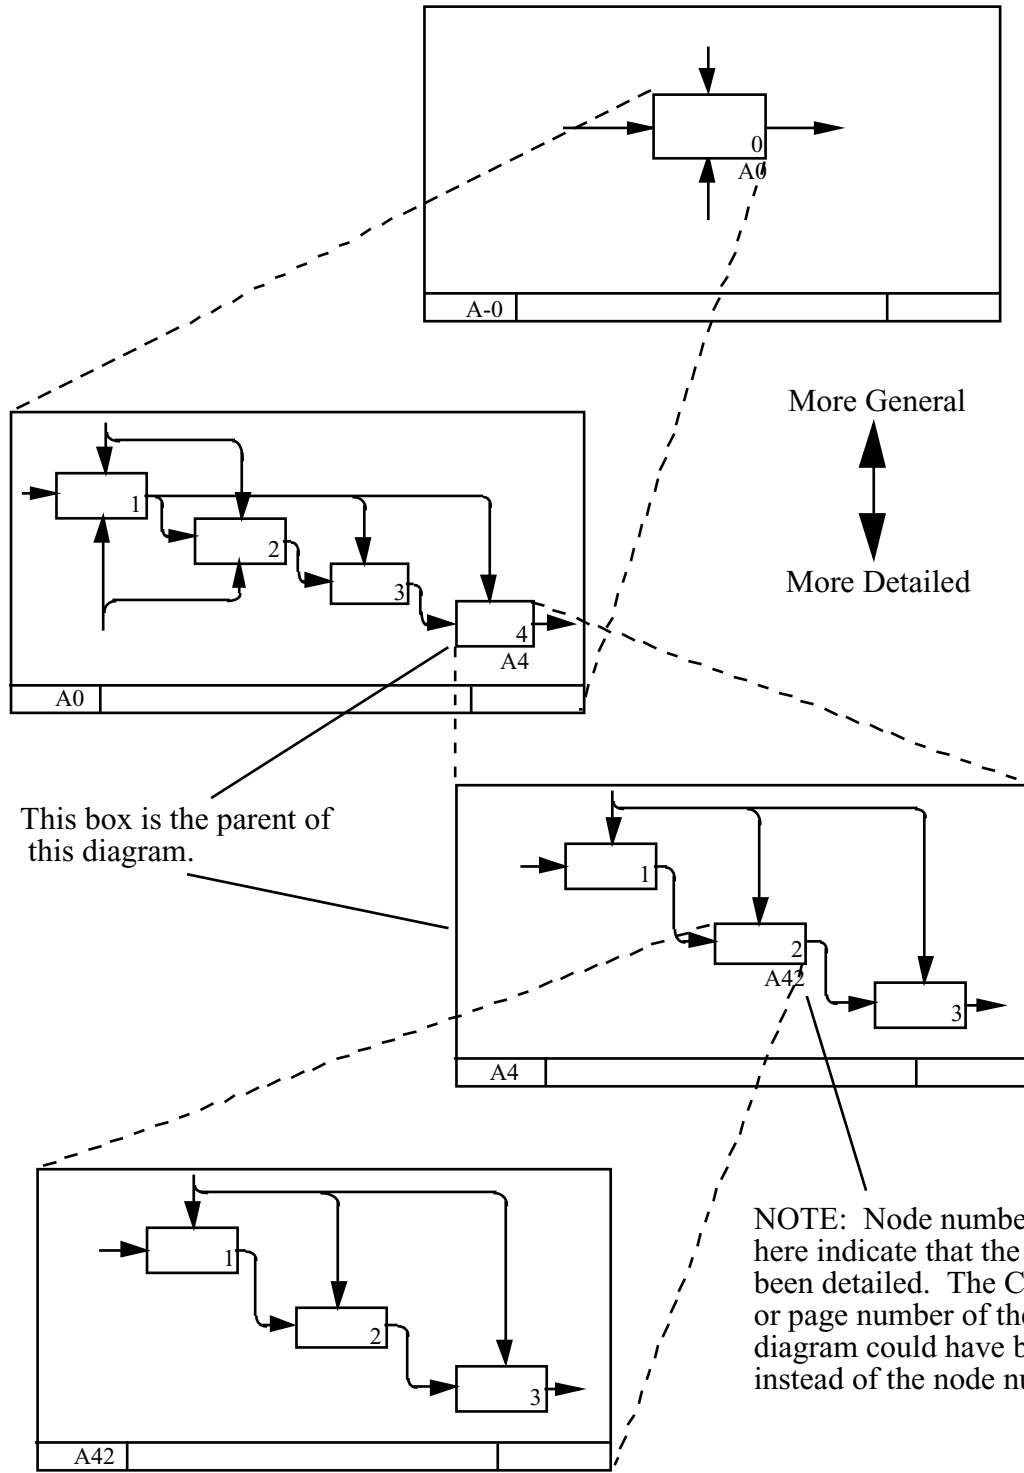 0
A0
A-0
More General
More Detailed
1
2
3
4
A4
A0
This box is the parent of
this diagram.
1
2
A42
3
A4
NOTE: Node numbe
here indicate that the
been detailed. The C
or page number of the
diagram could have b
instead of the node nu
1
2
3
A42